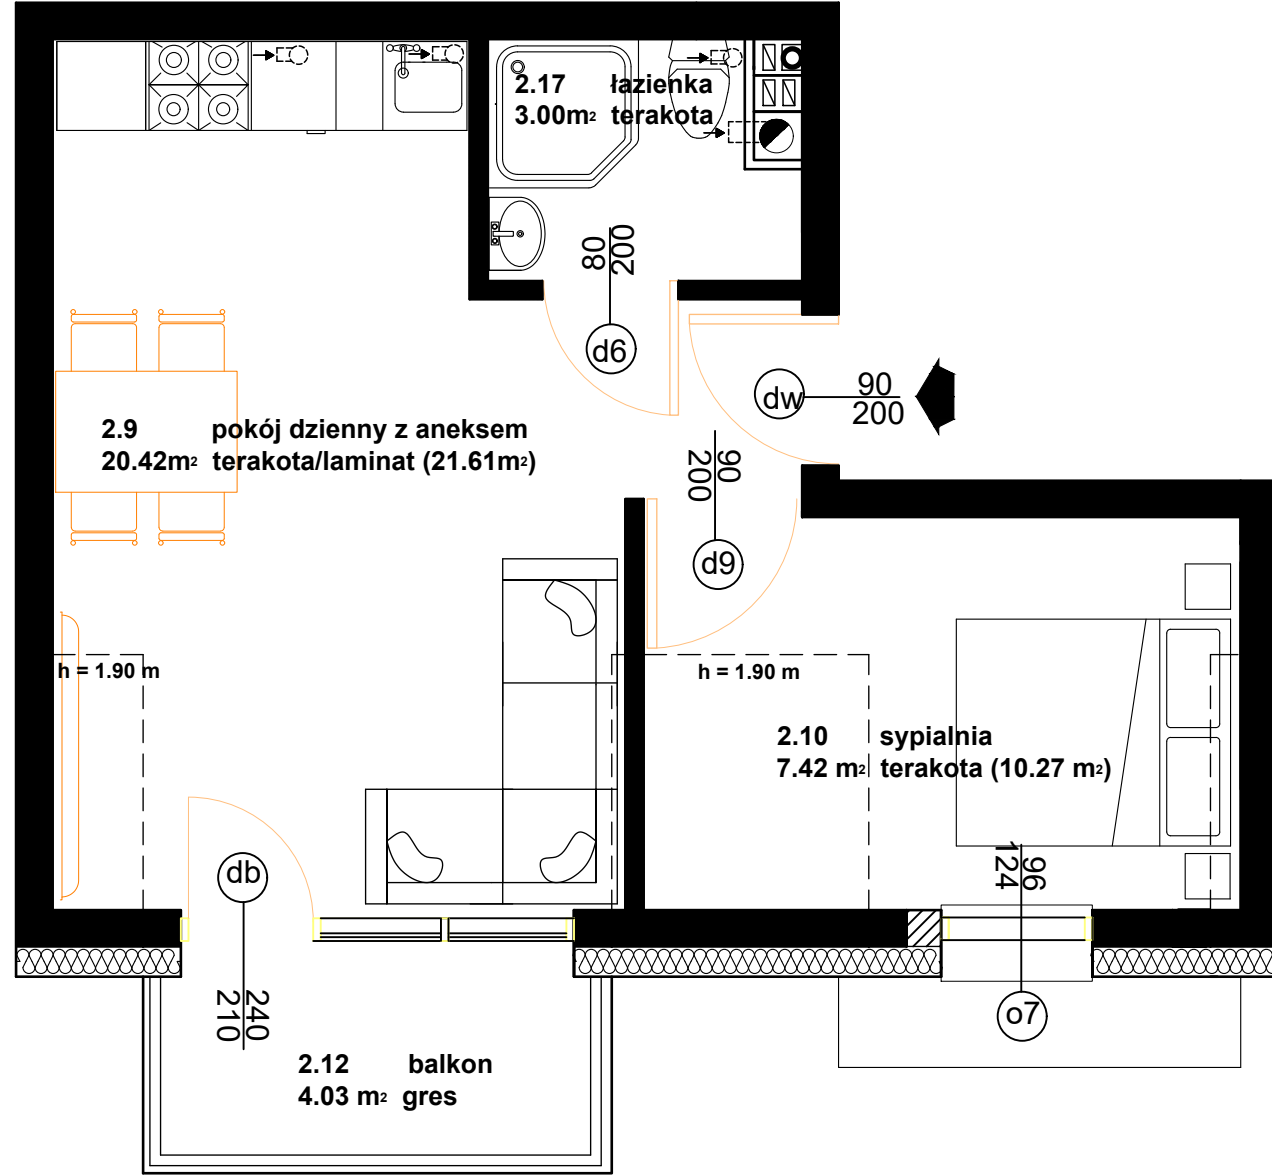 2.17 łazienka
3.00m² terakota
80
200
d6
dw
90
200
2.9 pokój dzienny z aneksem
20.42m² terakota/laminat (21.61m²)
90
200
d9
h = 1.90 m
h = 1.90 m
2.10 sypialnia
7.42 m² terakota (10.27 m²)
db
96
124
240
210
o7
2.12 balkon
4.03 m² gres